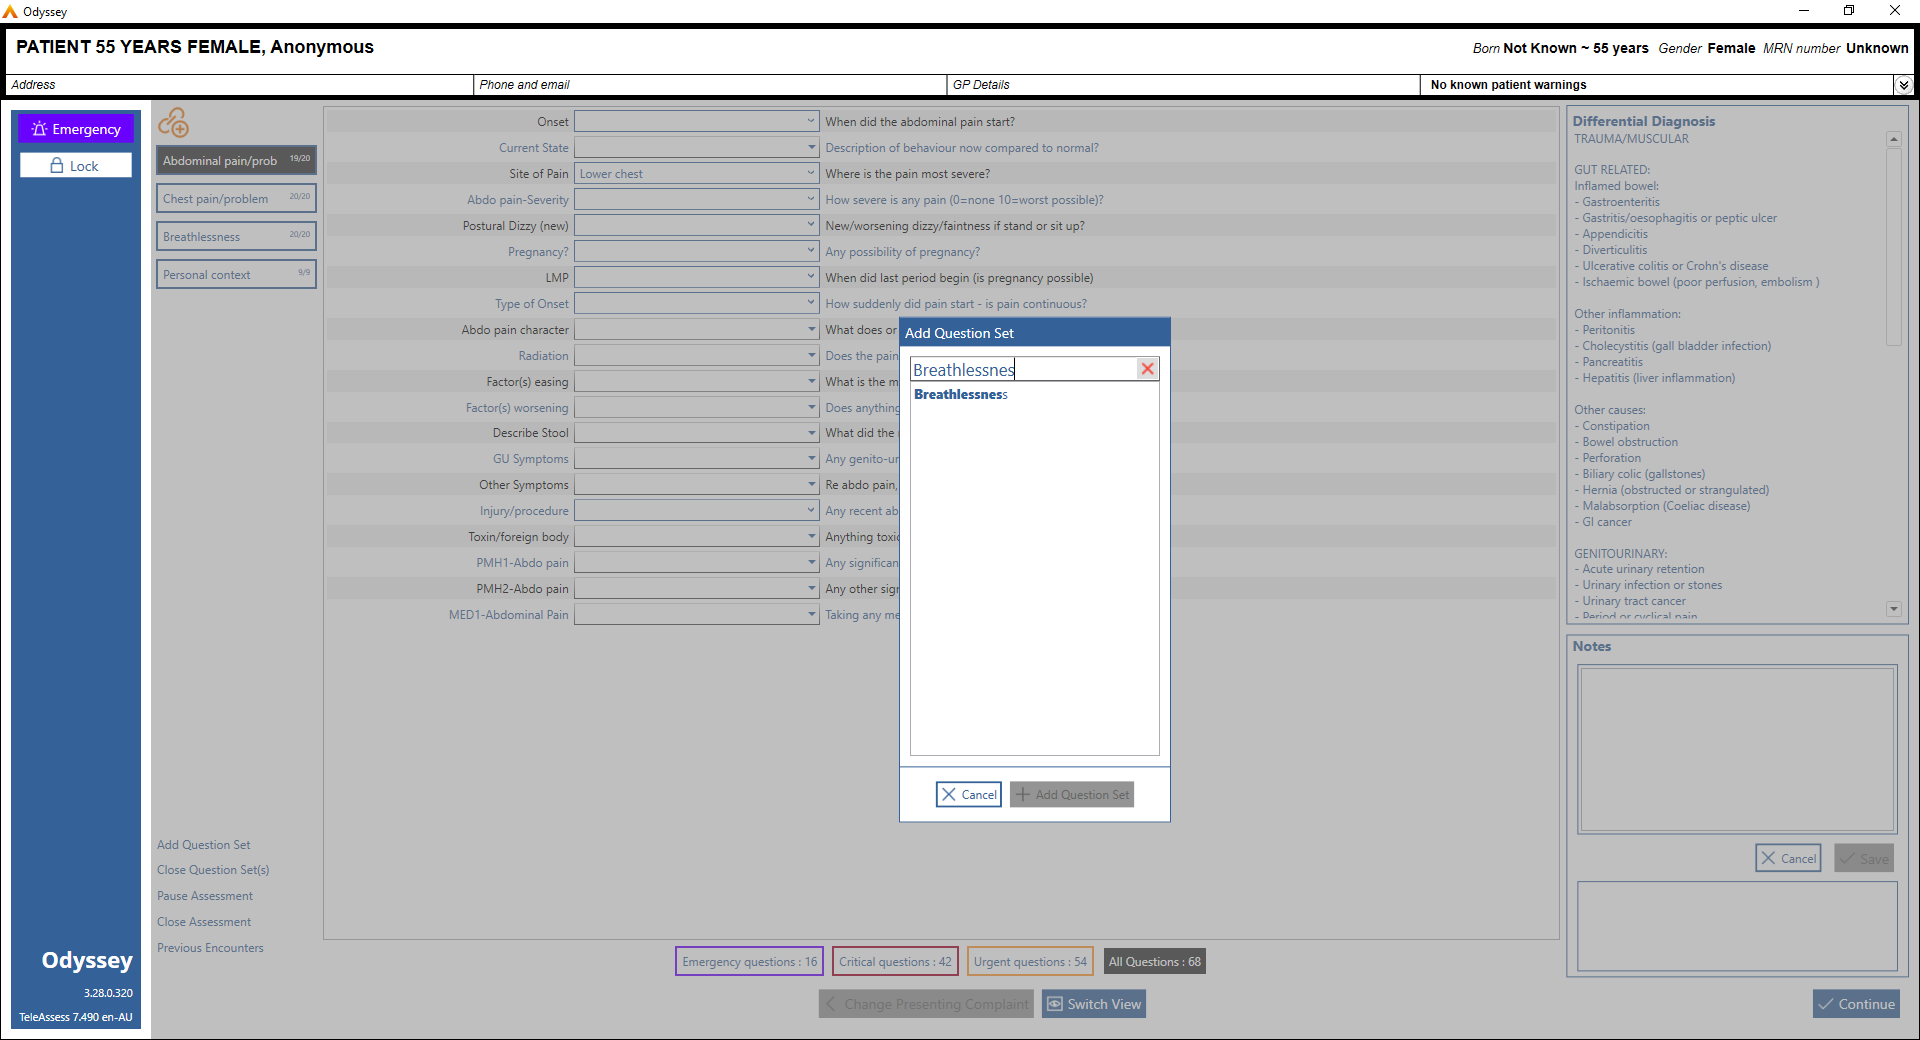 Odyssey
PATIENT 55 YEARS FEMALE, Anonymous
Born Not Known ~ 55 years Gender Female MRN number Unknown
Address
Phone and email
GP Details
No known patient warnings
Emergency
Lock
Abdominal pain/prob 19/20
Chest pain/problem 20/20
Breathlessness 20/20
Personal context 9/9
Add Question Set
Close Question Set(s)
Pause Assessment
Close Assessment
Previous Encounters
Odyssey
3.28.0.320
TeleAssess 7.490 en-AU
Onset When did the abdominal pain start?
Current State Description of behaviour now compared to normal?
Site of Pain Lower chest Where is the pain most severe?
Abdo pain-Severity How severe is any pain (0=none 10=worst possible)?
Postural Dizzy (new) New/worsening dizzy/faintness if stand or sit up?
Pregnancy? Any possibility of pregnancy?
LMP When did last period begin (is pregnancy possible)
Type of Onset How suddenly did pain start - is pain continuous?
Abdo pain character What does or
Radiation Does the pain
Factor(s) easing What is the m
Factor(s) worsening Does anything
Describe Stool What did the
GU Symptoms Any genito-ur
Other Symptoms Re abdo pain,
Injury/procedure Any recent ab
Toxin/foreign body Anything toxic
PMH1-Abdo pain Any significan
PMH2-Abdo pain Any other sign
MED1-Abdominal Pain Taking any me
Add Question Set
Breathlessnes
Breathlessness
Cancel
Add Question Set
Emergency questions : 16
Critical questions : 42
Urgent questions : 54
All Questions : 68
Change Presenting Complaint
Switch View
Differential Diagnosis
TRAUMA/MUSCULAR
GUT RELATED:
Inflamed bowel:
- Gastroenteritis
- Gastritis/oesophagitis or peptic ulcer
- Appendicitis
- Diverticulitis
- Ulcerative colitis or Crohn's disease
- Ischaemic bowel (poor perfusion, embolism )
Other inflammation:
- Peritonitis
- Cholecystitis (gall bladder infection)
- Pancreatitis
- Hepatitis (liver inflammation)
Other causes:
- Constipation
- Bowel obstruction
- Perforation
- Biliary colic (gallstones)
- Hernia (obstructed or strangulated)
- Malabsorption (Coeliac disease)
- GI cancer
GENITOURINARY:
- Acute urinary retention
- Urinary infection or stones
- Urinary tract cancer
- Period or cyclical pain
Notes
Cancel
Save
Continue